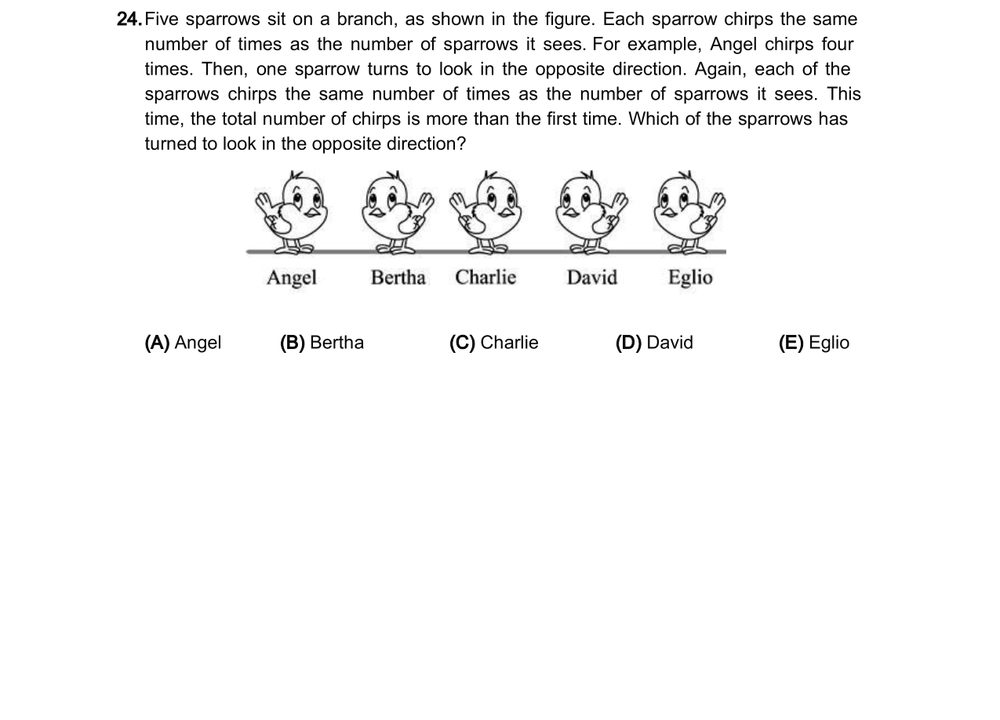 24. Five sparrows sit on a branch, as shown in the figure. Each sparrow chirps the same
number of times as the number of sparrows it sees. For example, Angel chirps four
times. Then, one sparrow turns to look in the opposite direction. Again, each of the
sparrows chirps the same number of times as the number of sparrows it sees. This
time, the total number of chirps is more than the first time. Which of the sparrows has
turned to look in the opposite direction?
Angel Bertha Charlie David Eglio
(A) Angel (B) Bertha (C) Charlie (D) David (E) Eglio